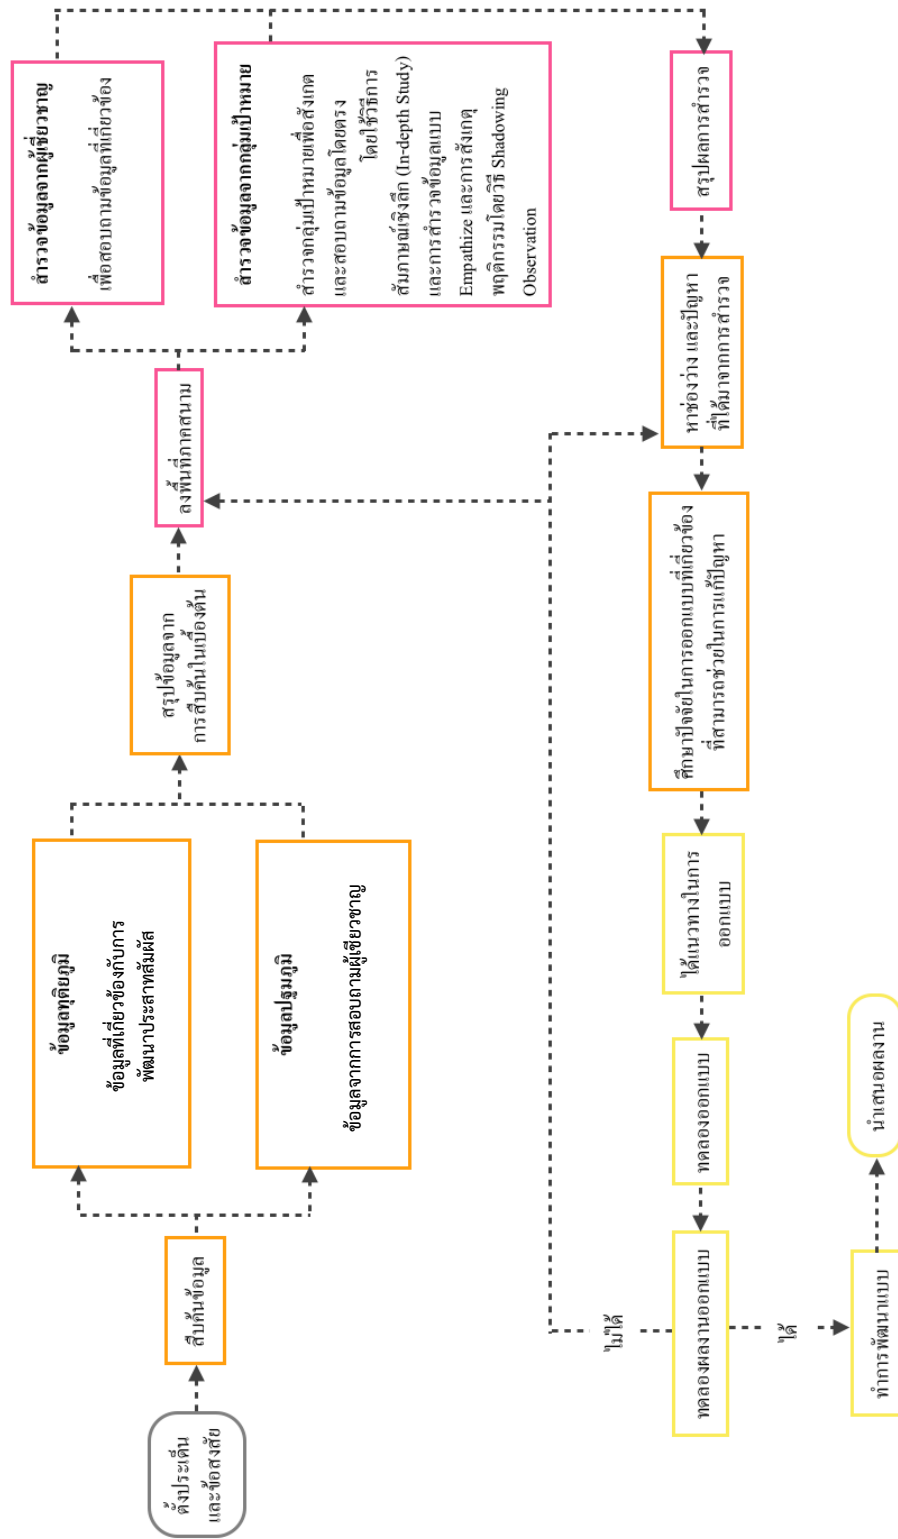 ตั้งประเด็น
และข้อสงสัย
สืบค้นข้อมูล
ข้อมูลทุติยภูมิ
ข้อมูลที่เกี่ยวข้องกับการ
พัฒนาประสาทสัมผัส
ข้อมูลปฐมภูมิ
ข้อมูลจากการสอบถามผู้เชียวชาญ
สรุปข้อมูลจาก
การสืบค้นในเบื้องต้น
ลงพื้นที่ภาคสนาม
สำรวจข้อมูลจากผู้เชี่ยวชาญ
เพื่อสอบถามข้อมูลที่เกี่ยวข้อง
สำรวจข้อมูลจากกลุ่มเป้าหมาย
สำรวจกลุ่มเป้าหมายเพื่อสังเกต
และสอบถามข้อมูลโดยตรง
โดยใช้วิธีการ
สัมภาษณ์เชิงลึก (In-depth Study)
และการสำรวจข้อมูลแบบ
Empathize และการสังเกตุ
พฤติกรรมโดยวิธี Shadowing
Observation
สรุปผลการสำรวจ
หาช่องว่าง และปัญหา
ที่ได้มาจากการสำรวจ
ศึกษาปัจจัยในการออกแบบที่เกี่ยวข้อง
ที่สามารถช่วยในการแก้ปัญหา
ได้แนวทางในการ
ออกแบบ
ทดลองออกแบบ
ทดลองผลงานออกแบบ
ไม่ได้
ได้
ทำการพัฒนาแบบ
นำเสนอผลงาน